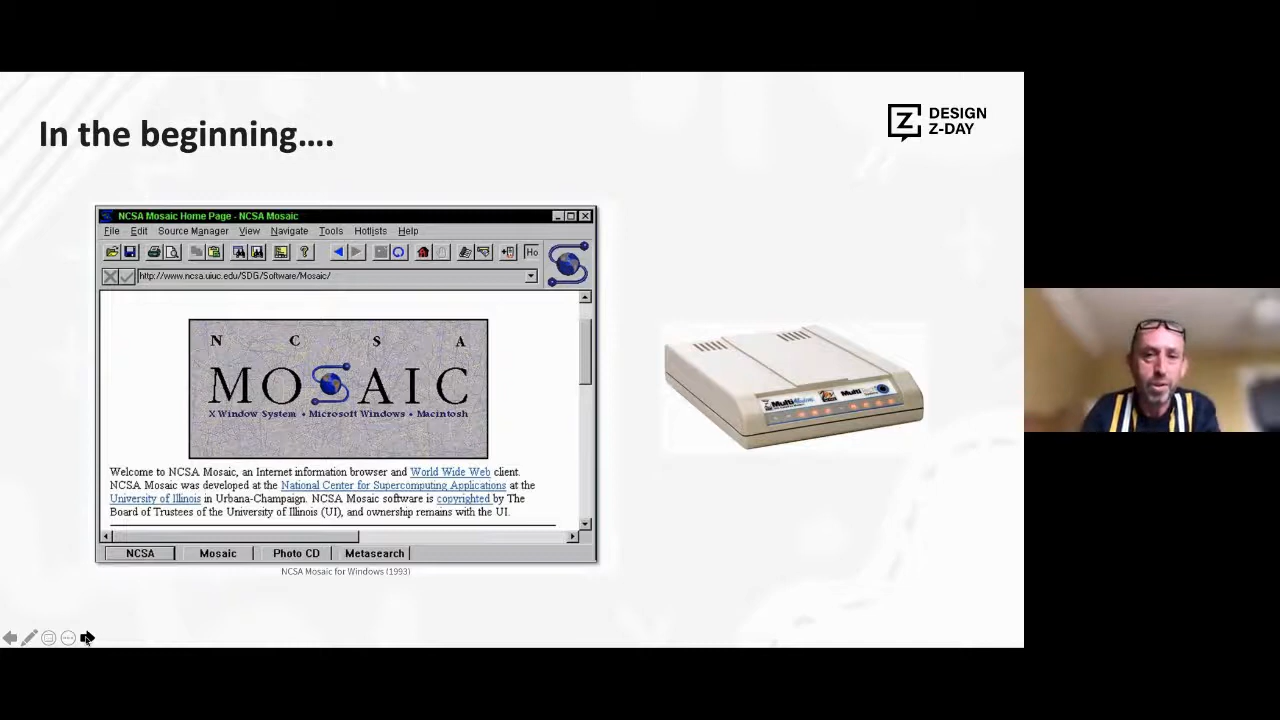 In the beginning….
DESIGN
Z-DAY
NCSA Mosaic Home Page - NCSA Mosaic
File Edit Source Manager View Navigate Tools Hotlists Help
Ho
http://www.ncsa.uiuc.edu/SDG/Software/Mosaic/
N C S A
MOSAIC
X Window System • Microsoft Windows • Macintosh
Welcome to NCSA Mosaic, an Internet information browser and World Wide Web client.
NCSA Mosaic was developed at the National Center for Supercomputing Applications at the
University of Illinois in Urbana-Champaign. NCSA Mosaic software is copyrighted by The
Board of Trustees of the University of Illinois (UI), and ownership remains with the UI.
NCSA Mosaic Photo CD Metasearch
NCSA Mosaic for Windows (1993)
Multi